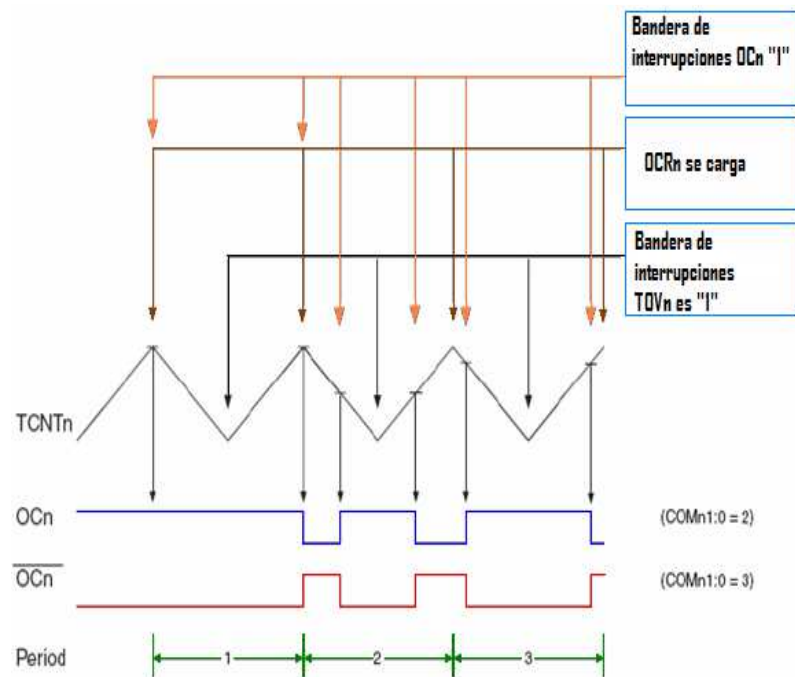 Bandera de
interrupciones OCn "1"
OCRn se carga
Bandera de
interrupciones
TOVn es "1"
TCNTn
OCn
(COMn1:0 = 2)
OCn
(COMn1:0 = 3)
Period
1
2
3